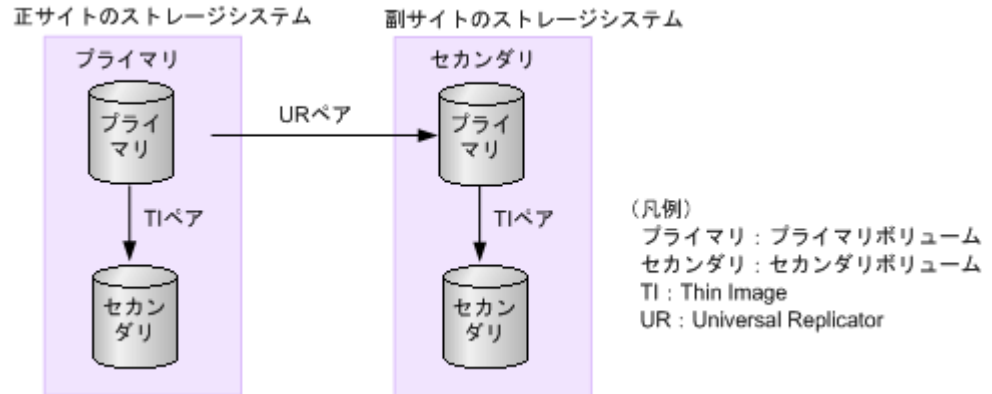 正サイトのストレージシステム
副サイトのストレージシステム
プライマリ
セカンダリ
プライ
マリ
URペア
プライ
マリ
TIペア
TIペア
セカン
ダリ
セカン
ダリ
(凡例)
プライマリ:プライマリボリューム
セカンダリ:セカンダリボリューム
TI:Thin Image
UR:Universal Replicator